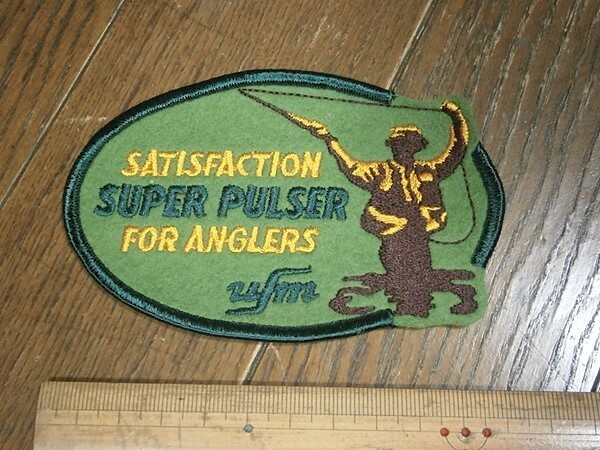 SATISFACTION
SUPER PULSER
FOR ANGLERS
ufm